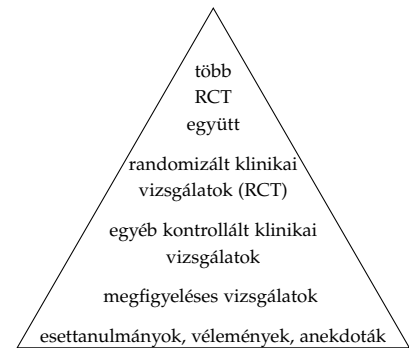 több
RCT
együtt
randomizált klinikai
vizsgálatok (RCT)
egyéb kontrollált klinikai
vizsgálatok
megfigyeléses vizsgálatok
esettanulmányok, vélemények, anekdoták